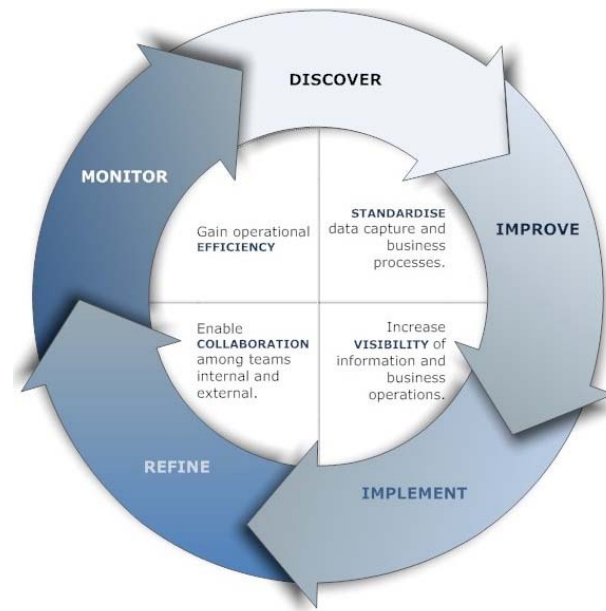 DISCOVER
MONITOR
IMPROVE
Gain operational
EFFICIENCY
STANDARDISE
data capture and
business
processes.
Enable
COLLABORATION
among teams
internal and
external.
Increase
VISIBILITY of
information and
business
operations.
REFINE
IMPLEMENT